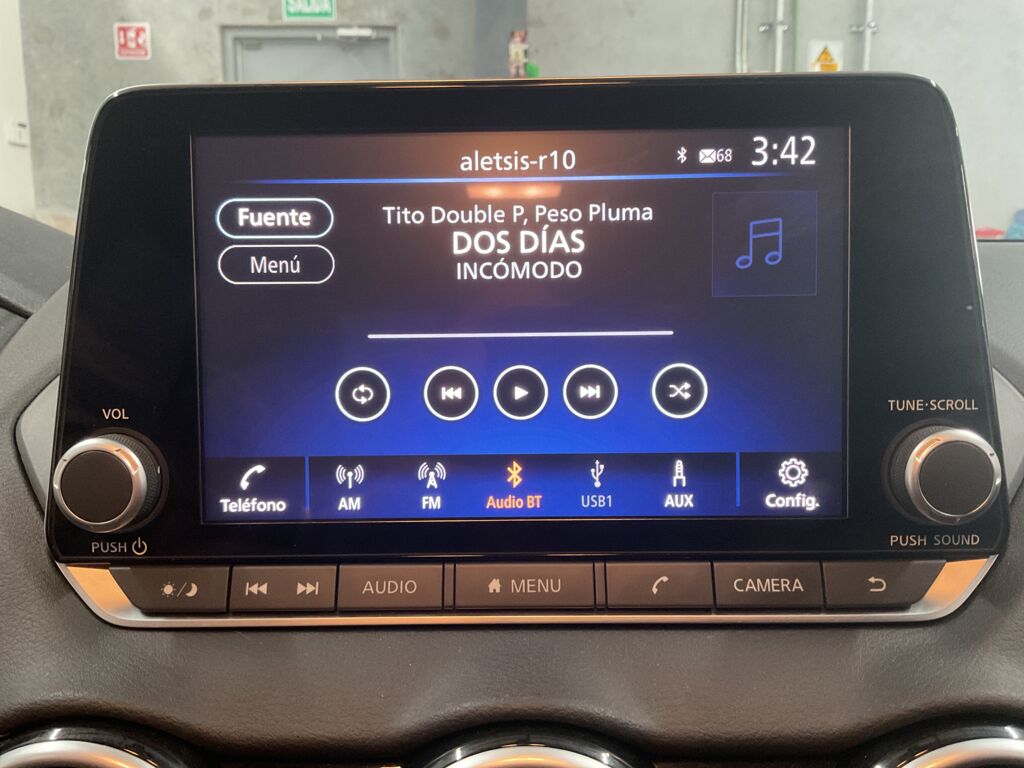 SALIDA
aletsis-r10
68
3:42
Fuente
Menú
Tito Double P, Peso Pluma
DOS DÍAS
INCÓMODO
VOL
TUNE·SCROLL
Teléfono
AM
FM
Audio BT
USB1
AUX
Config.
PUSH
PUSH SOUND
AUDIO
MENU
CAMERA